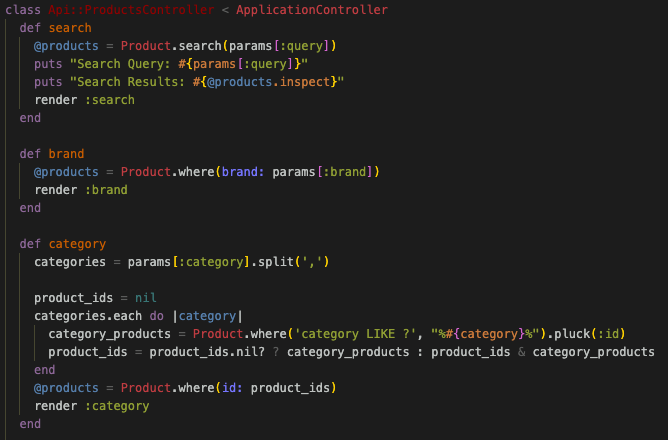 class Api::ProductsController < ApplicationController
  def search
    @products = Product.search(params[:query])
    puts "Search Query: #{params[:query]}"
    puts "Search Results: #{@products.inspect}"
    render :search
  end

  def brand
    @products = Product.where(brand: params[:brand])
    render :brand
  end

  def category
    categories = params[:category].split(',')

    product_ids = nil
    categories.each do |category|
      category_products = Product.where('category LIKE ?', "%#{category}%").pluck(:id)
      product_ids = product_ids.nil? ? category_products : product_ids & category_products
    end
    @products = Product.where(id: product_ids)
    render :category
  end